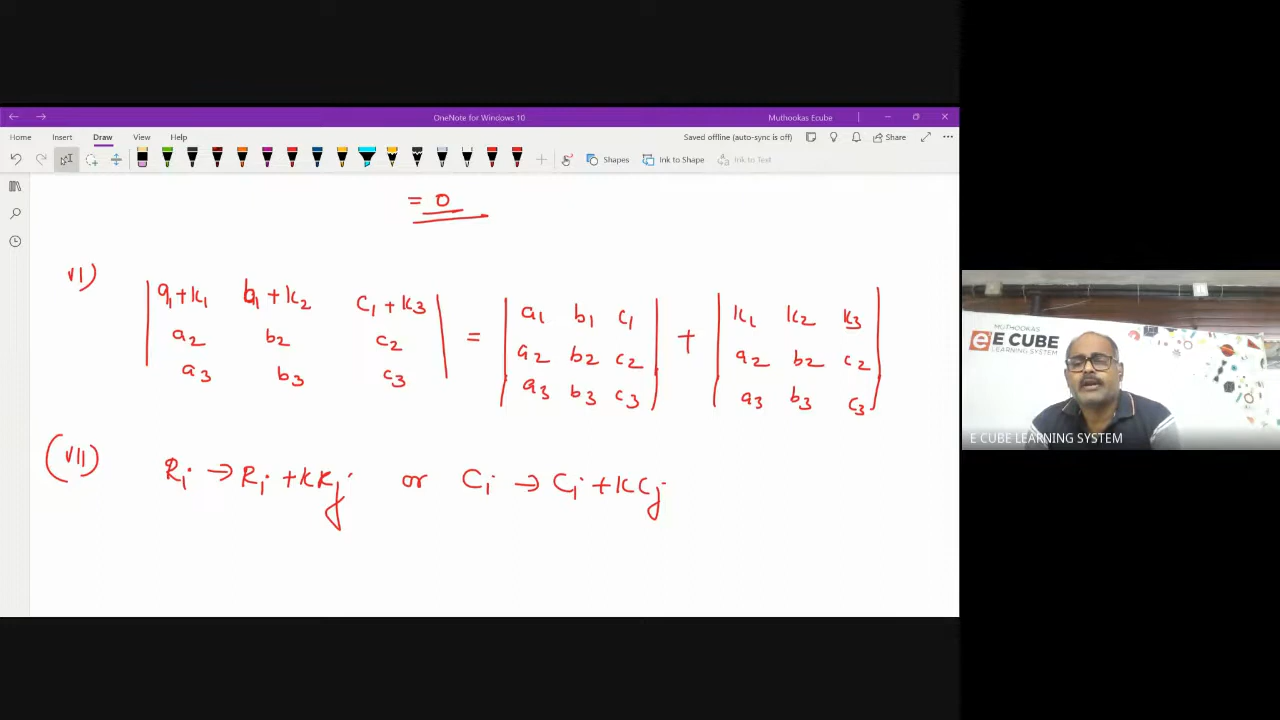 OneNote for Windows 10
Muthookas Ecube
Home Insert Draw View Help
Saved offline (auto-sync is off)
Share
Shapes
Ink to Shape
Ink to Text
= 0
VI)
|a1+k1 b1+k2 c1+k3| = |a1 b1 c1| + |k1 k2 k3|
|a2 b2 c2| |a2 b2 c2| |a2 b2 c2|
|a3 b3 c3| |a3 b3 c3| |a3 b3 c3|
(VII) Ri → Ri + KRj or Ci → Ci + KCj
MUTHOOKAS
e E CUBE
LEARNING SYSTEM
E CUBE LEARNING SYSTEM